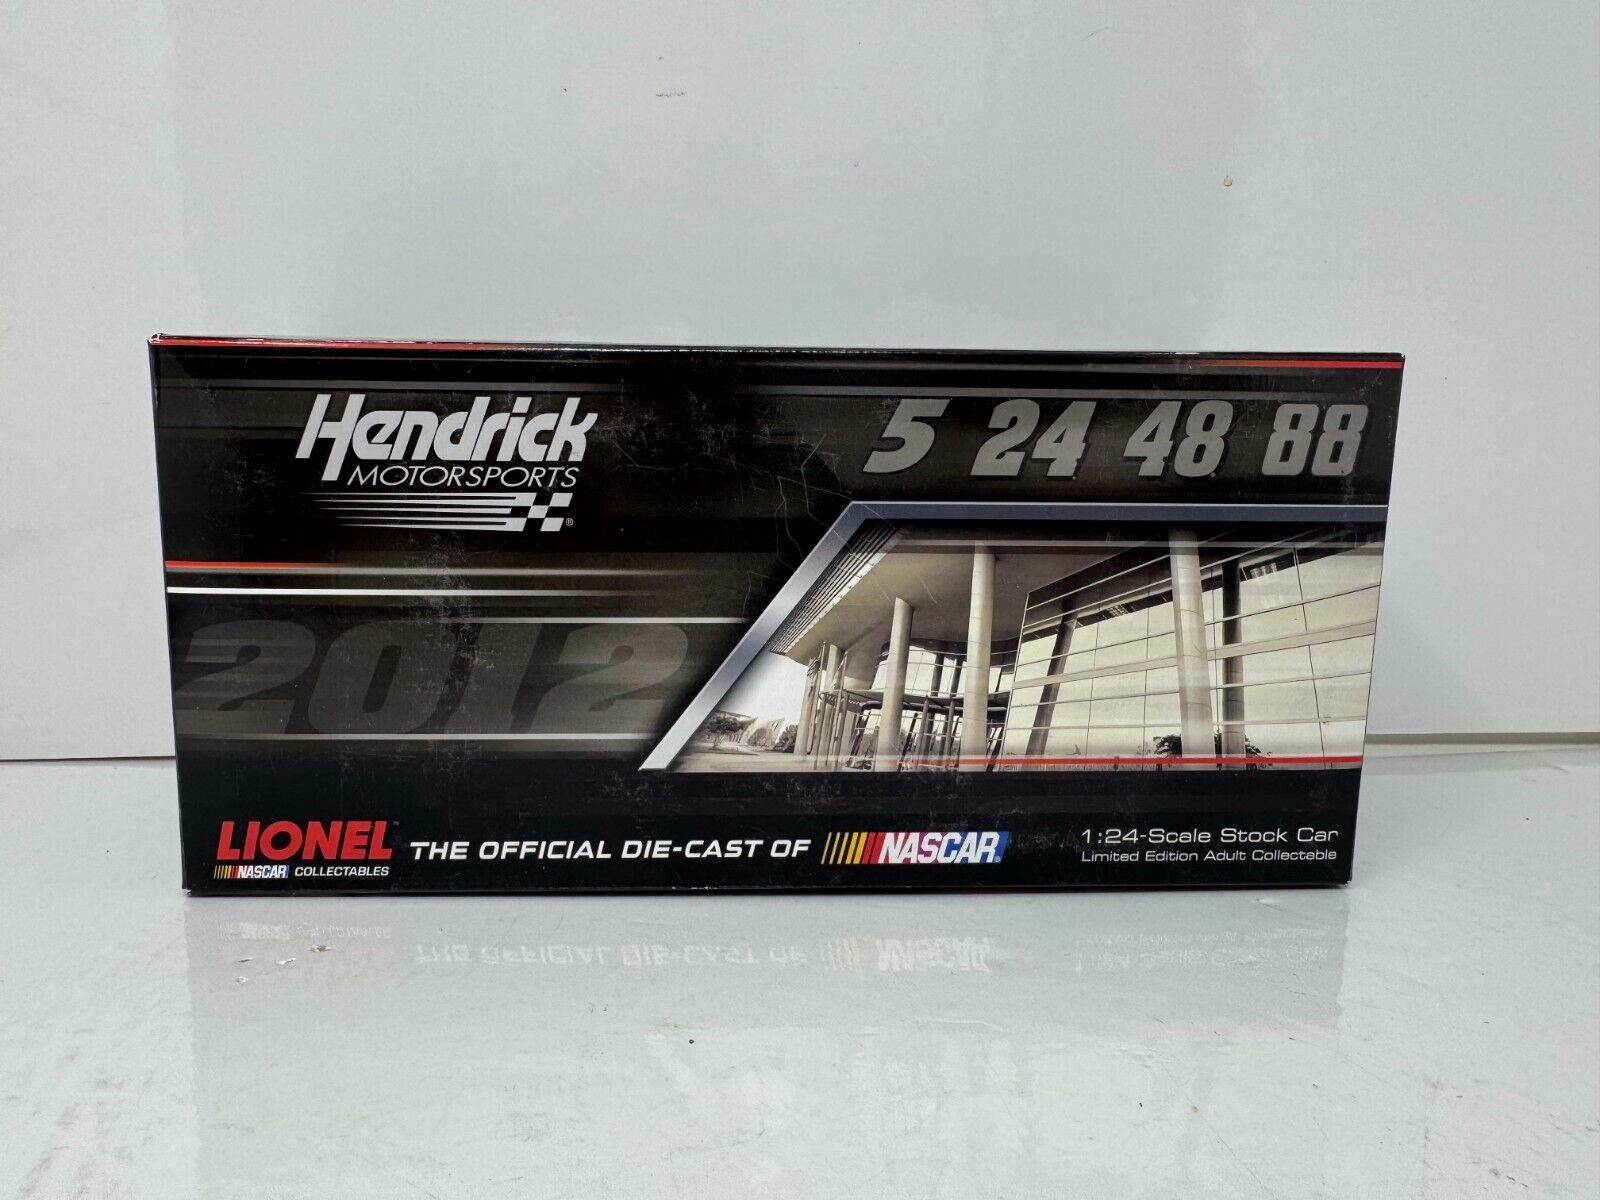 Hendrick
MOTORSPORTS
®
5 24 48 88
2012
LIONEL™
NASCAR COLLECTABLES
THE OFFICIAL DIE-CAST OF NASCAR®
1:24-Scale Stock Car
Limited Edition Adult Collectable